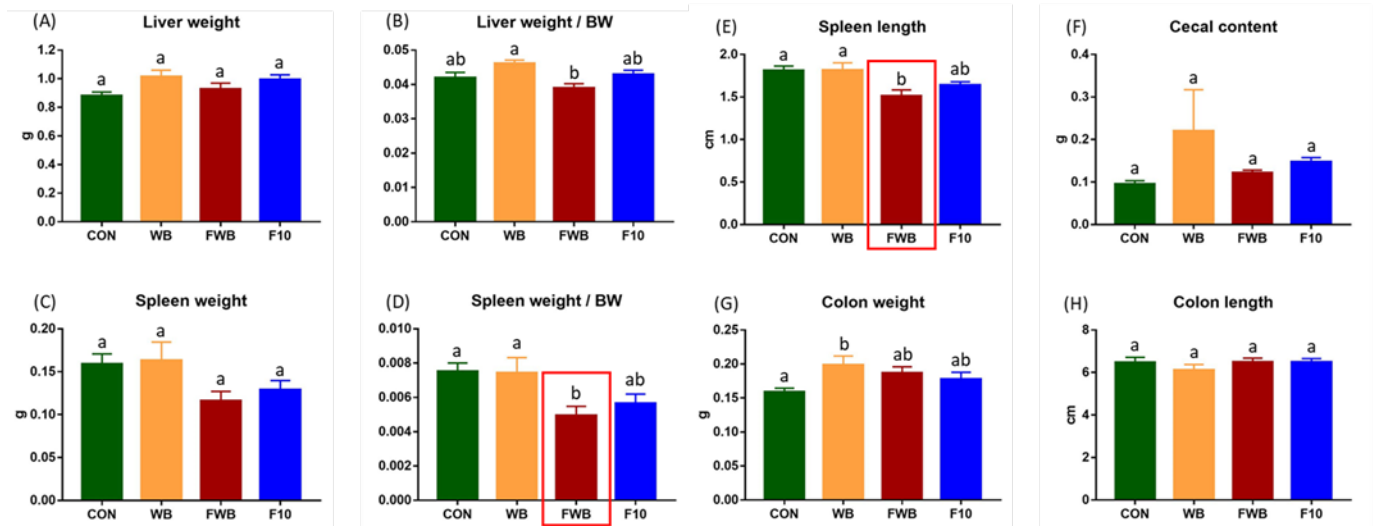 (A) Liver weight
a a a a
1.2
1.0
0.8
0.6
0.4
0.2
0.0
g
CON WB FWB F10
(B) Liver weight / BW
ab a b ab
0.05
0.04
0.03
0.02
0.01
0.00
CON WB FWB F10
(E) Spleen length
a a b ab
2.0
1.5
1.0
0.5
0.0
cm
CON WB FWB F10
(F) Cecal content
a a a a
0.4
0.3
0.2
0.1
0.0
g
CON WB FWB F10
(C) Spleen weight
a a a a
0.20
0.15
0.10
0.05
0.00
g
CON WB FWB F10
(D) Spleen weight / BW
a a b ab
0.010
0.008
0.006
0.004
0.002
0.000
CON WB FWB F10
(G) Colon weight
a b ab ab
0.25
0.20
0.15
0.10
0.05
0.00
g
CON WB FWB F10
(H) Colon length
a a a a
8
6
4
2
0
cm
CON WB FWB F10